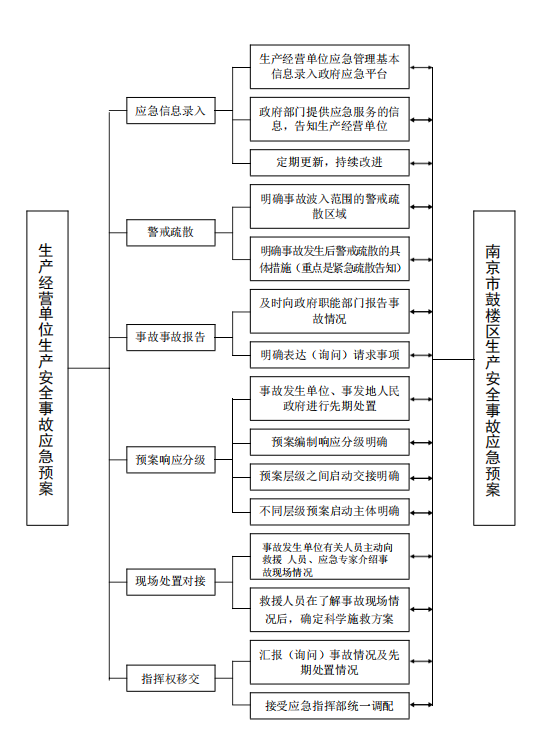 生产经营单位生产安全事故应急预案
应急信息录入
生产经营单位应急管理基本
信息录入政府应急平台
政府部门提供应急服务的信
息，告知生产经营单位
定期更新，持续改进
警戒疏散
明确事故波入范围的警戒疏
散区域
明确事故发生后警戒疏散的具
体措施（重点是紧急疏散告知）
事故事故报告
及时向政府职能部门报告事
故情况
明确表达（询问）请求事项
预案响应分级
事故发生单位、事发地人民
政府进行先期处置
预案编制响应分级明确
预案层级之间启动交接明确
不同层级预案启动主体明确
现场处置对接
事故发生单位有关人员主动向
救援 人员、应急专家介绍事
故现场情况
救援人员在了解事故现场情
况后，确定科学施救方案
指挥权移交
汇报（询问）事故情况及先
期处置情况
接受应急指挥部统一调配
南京市鼓楼区生产安全事故应急预案